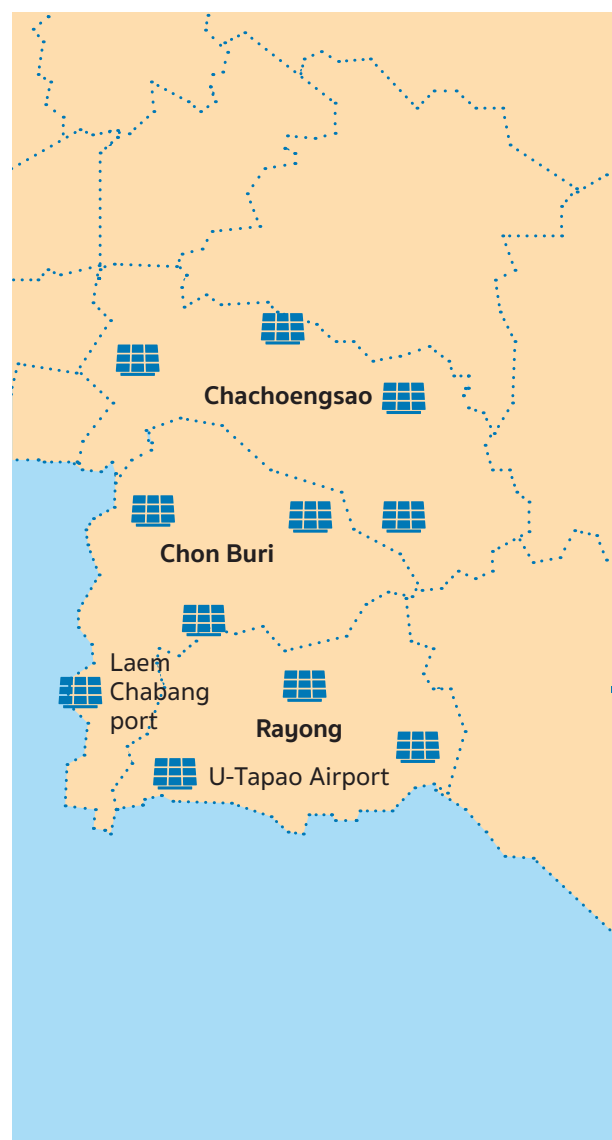 Chachoengsao
Chon Buri
Laem
Chabang
port
Rayong
U-Tapao Airport